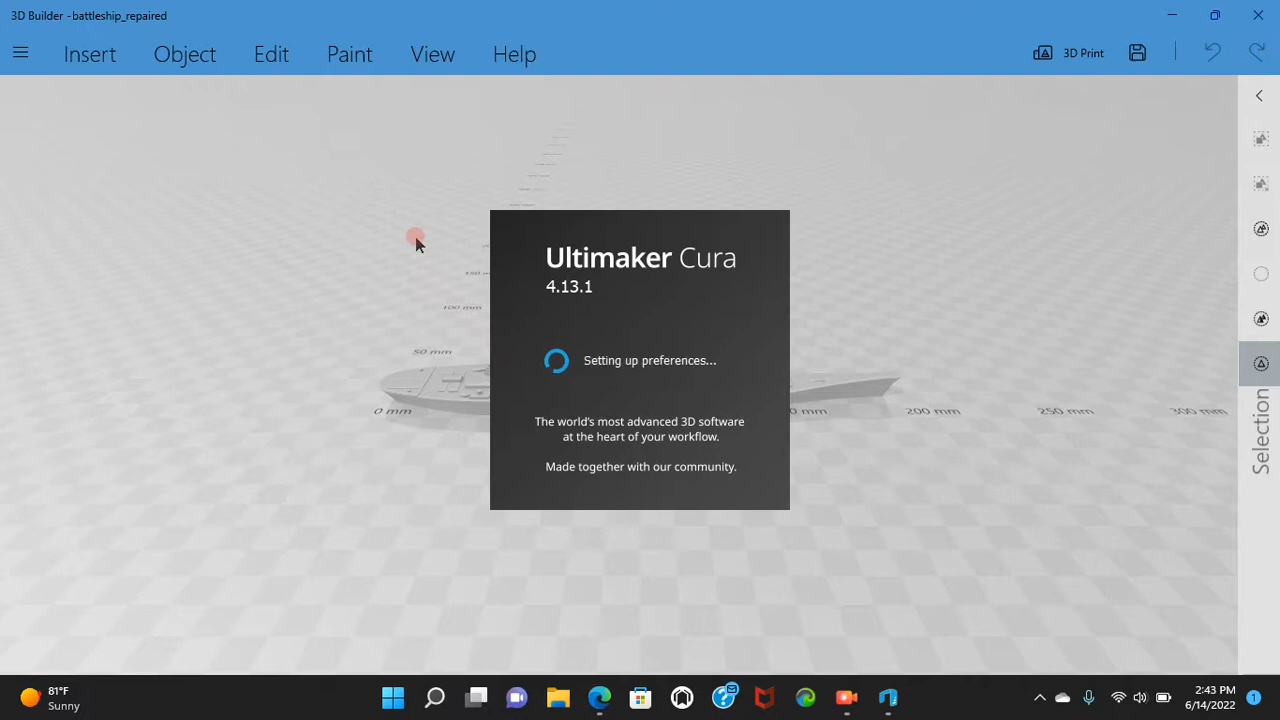 3D Builder -battleship_repaired
Insert Object Edit Paint View Help 3D Print
Ultimaker Cura
4.13.1
150 mm
100 mm
Setting up preferences...
50 mm
0 mm
200 mm 250 mm 300 mm
Selection
The world's most advanced 3D software
at the heart of your workflow.
Made together with our community.
81°F
Sunny
2:43 PM
6/14/2022
1